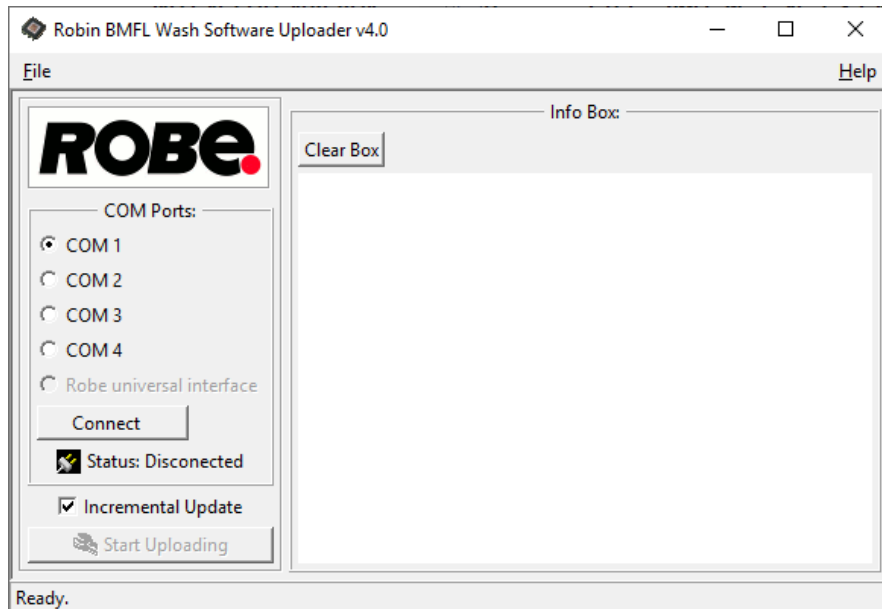 Robin BMFL Wash Software Uploader v4.0
File
Help
ROBe.
COM Ports:
COM 1
COM 2
COM 3
COM 4
Robe universal interface
Connect
Status: Disconected
Incremental Update
Start Uploading
Info Box:
Clear Box
Ready.